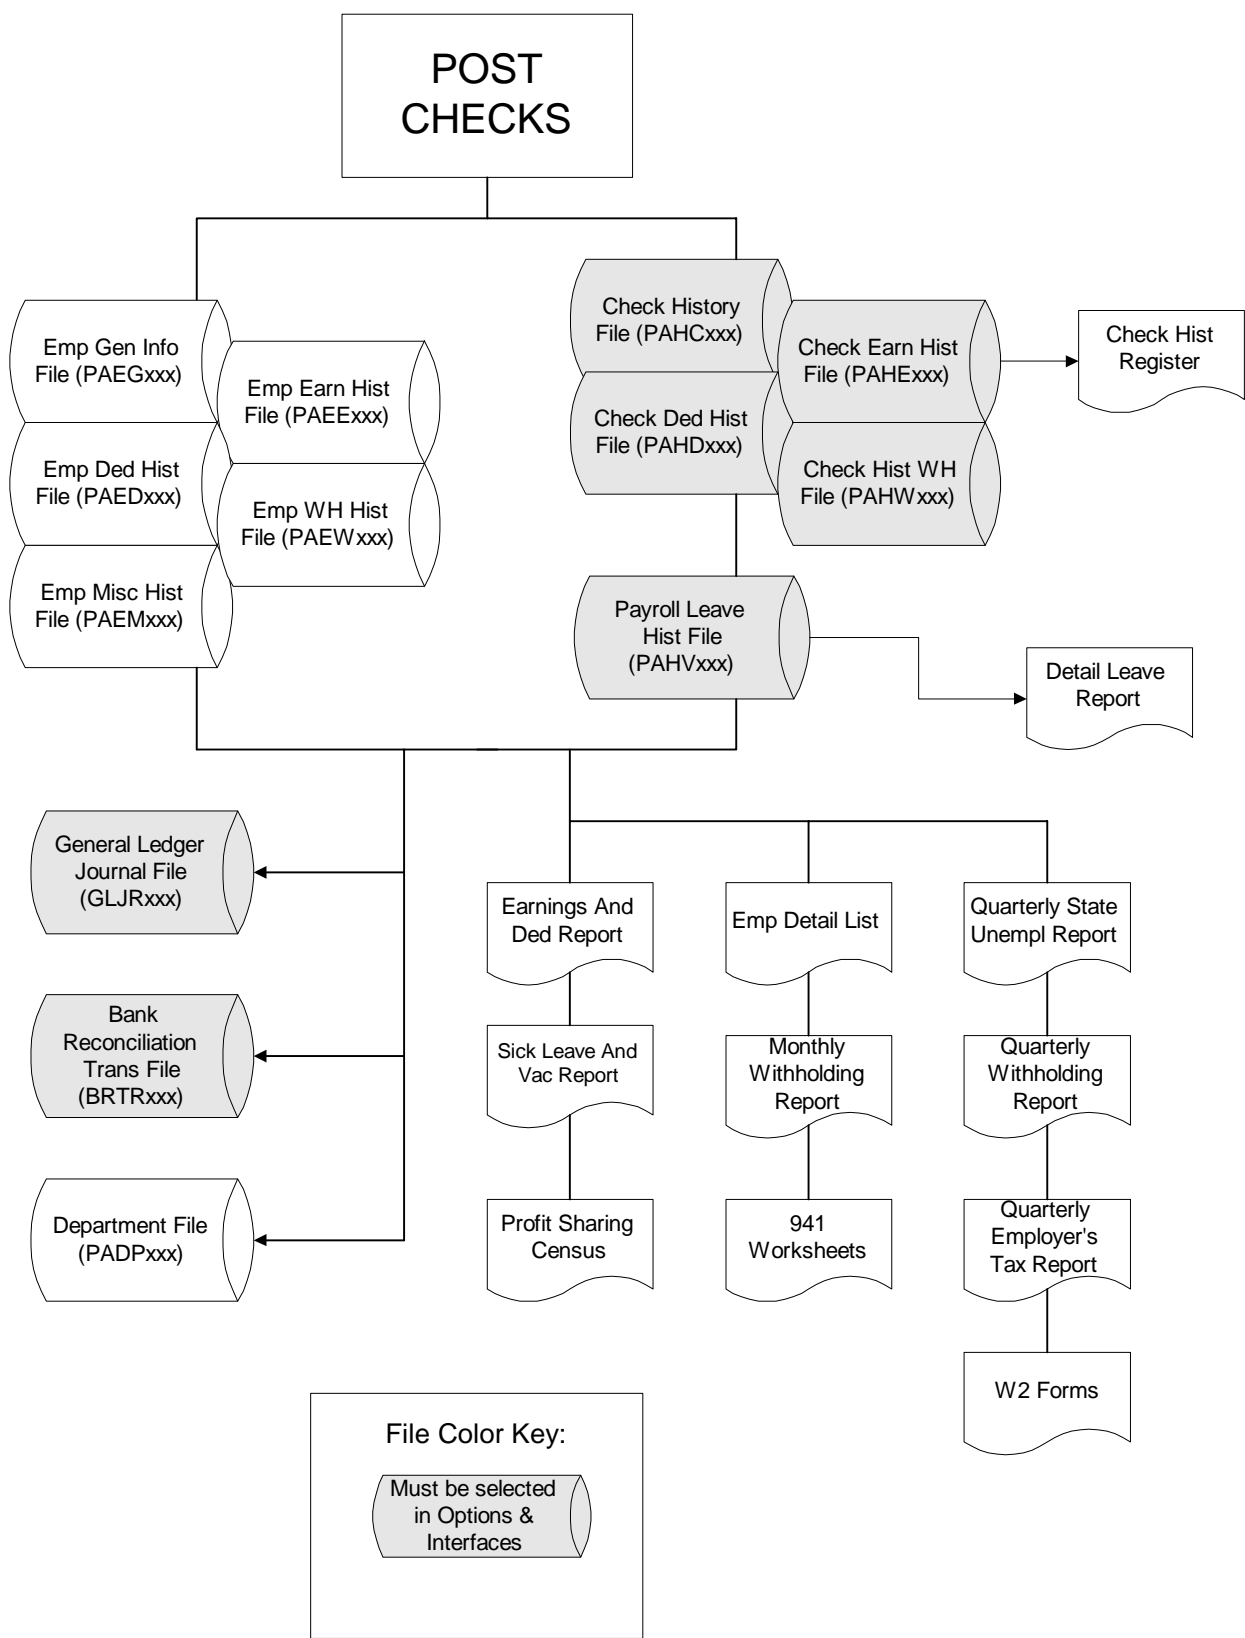 POST
CHECKS
Emp Gen Info
File (PAEGxxx)
Emp Earn Hist
File (PAEExxx)
Emp Ded Hist
File (PAEDxxx)
Emp WH Hist
File (PAEWxxx)
Emp Misc Hist
File (PAEMxxx)
Check History
File (PAHCxxx)
Check Earn Hist
File (PAHExxx)
Check Ded Hist
File (PAHDxxx)
Check Hist WH
File (PAHWxxx)
Check Hist
Register
Payroll Leave
Hist File
(PAHVxxx)
Detail Leave
Report
General Ledger
Journal File
(GLJRxxx)
Bank
Reconciliation
Trans File
(BRTRxxx)
Department File
(PADPxxx)
Earnings And
Ded Report
Sick Leave And
Vac Report
Profit Sharing
Census
Emp Detail List
Monthly
Withholding
Report
941
Worksheets
Quarterly State
Unempl Report
Quarterly
Withholding
Report
Quarterly
Employer's
Tax Report
W2 Forms
File Color Key:
Must be selected
in Options &
Interfaces